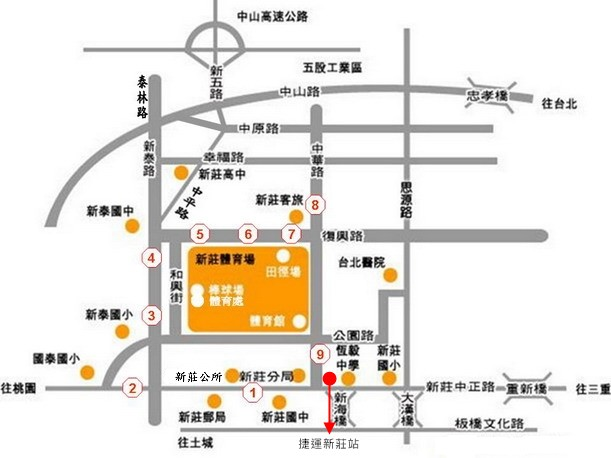 中山高速公路
五股工業區
新五路
泰林路
中山路
忠孝橋
往台北
中原路
新泰路
幸福路
中華路
新莊高中
思源路
中平路
新莊客旅
8
新泰國中
5
6
7
復興路
4
新莊體育場
田徑場
台北醫院
和興街
棒球場
體育處
3
新泰國小
體育館
公園路
9
恆毅中學
新莊國小
國泰國小
新莊公所
新莊分局
往桃園
2
1
新莊中正路
重新橋
往三重
新莊郵局
新莊國中
新海橋
大漢橋
板橋文化路
往土城
捷運新莊站